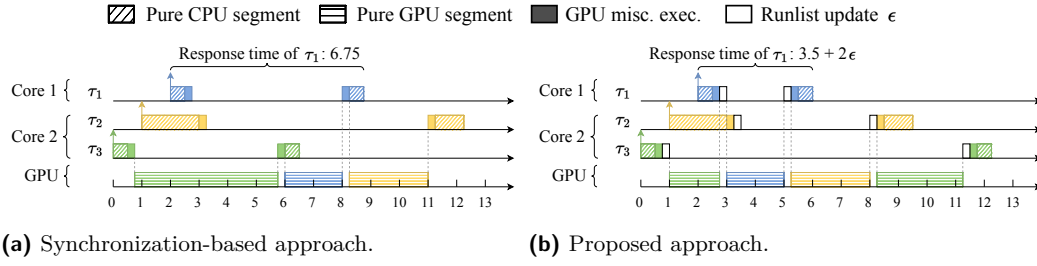 Pure CPU segment Pure GPU segment GPU misc. exec. Runlist update ϵ
Response time of τ1: 6.75
Core 1 { τ1
Core 2 { τ2
τ3
GPU {
0 1 2 3 4 5 6 7 8 9 10 11 12 13
(a) Synchronization-based approach.
Response time of τ1: 3.5 + 2ϵ
Core 1 { τ1
Core 2 { τ2
τ3
GPU {
0 1 2 3 4 5 6 7 8 9 10 11 12 13
(b) Proposed approach.